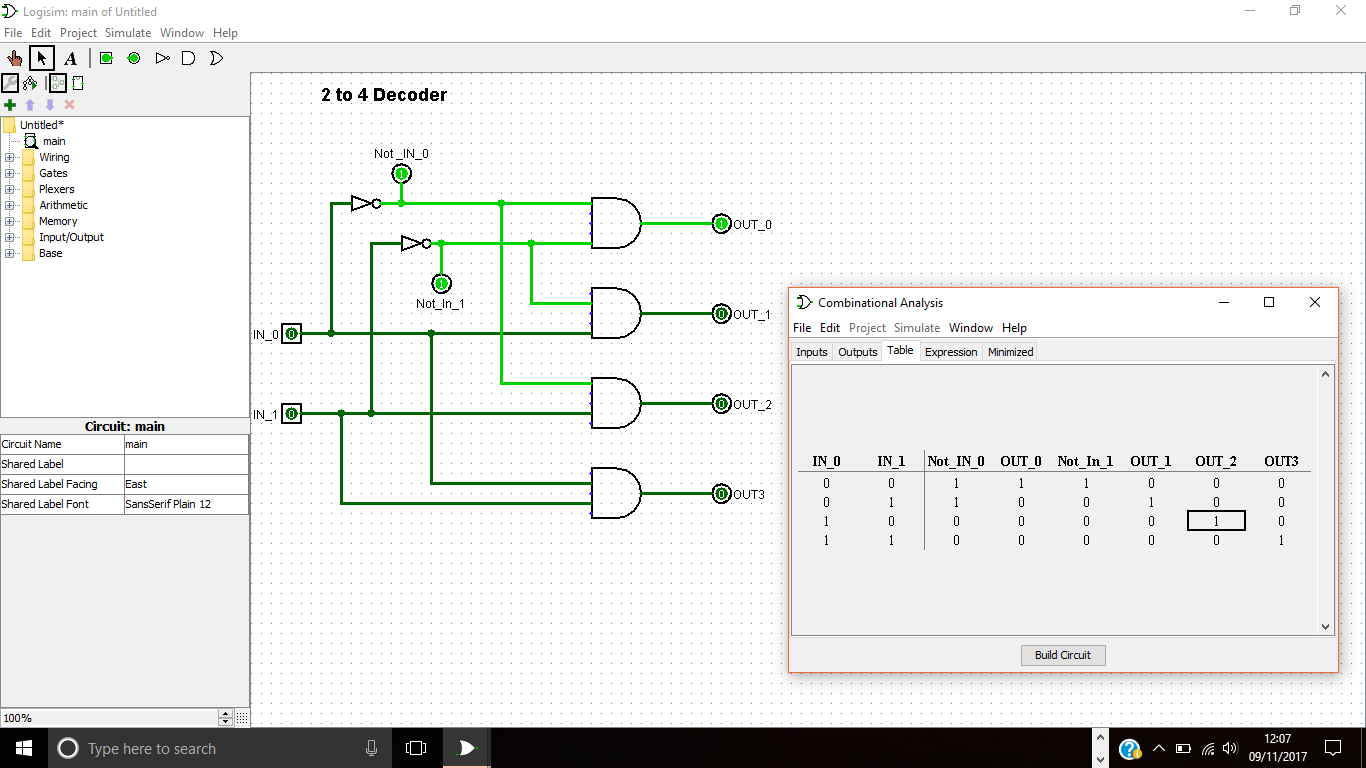 Logisim: main of Untitled
File Edit Project Simulate Window Help
A
Untitled*
main
Wiring
Gates
Plexers
Arithmetic
Memory
Input/Output
Base
Circuit: main
Circuit Name main
Shared Label
Shared Label Facing East
Shared Label Font SansSerif Plain 12
100%
2 to 4 Decoder
Not _IN_0
1
1 OUT_0
1
Not_In_1
0 OUT_1
IN_0 0
0 OUT_2
IN_1 0
0 OUT3
Combinational Analysis
File Edit Project Simulate Window Help
Inputs Outputs Table Expression Minimized
IN_0 IN_1 Not_IN_0 OUT_0 Not_In_1 OUT_1 OUT_2 OUT3
0 0 1 1 1 0 0 0
0 1 1 0 0 1 0 0
1 0 0 0 0 0 1 0
1 1 0 0 0 0 0 1
Build Circuit
Type here to search
12:07
09/11/2017